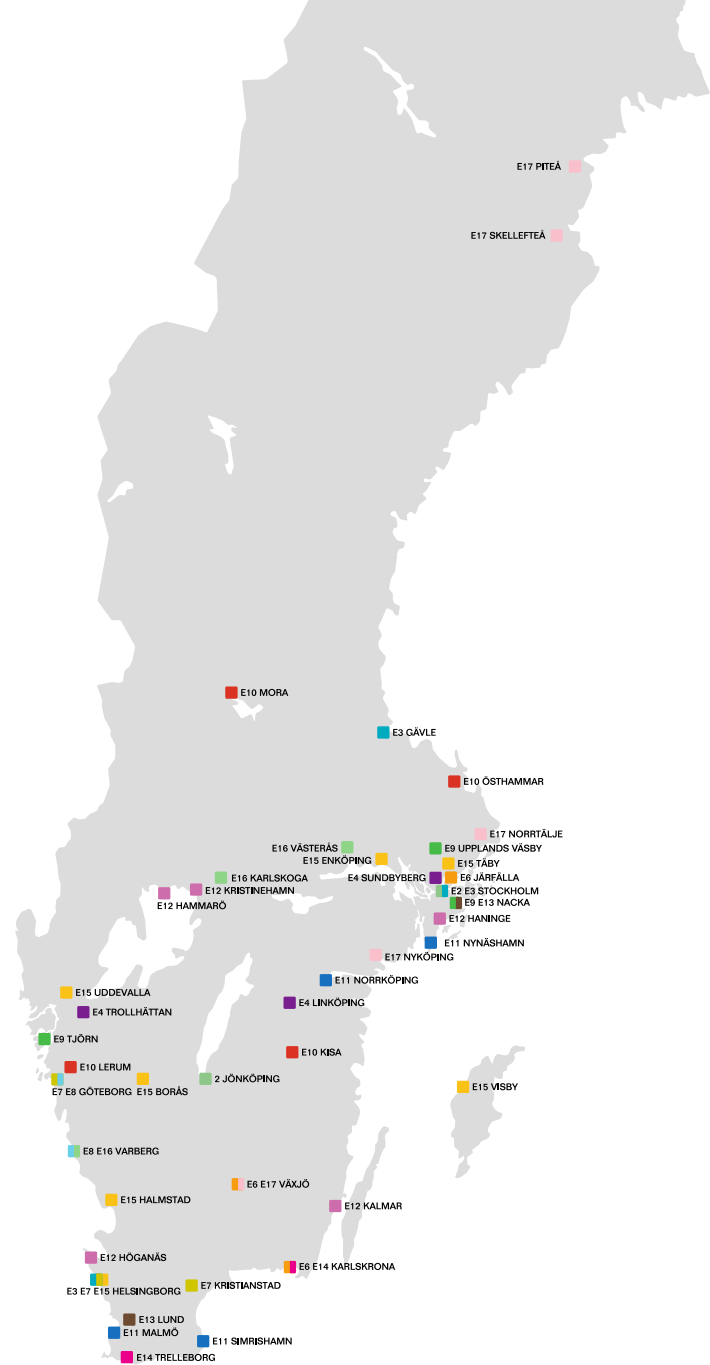 E17 PITEÅ
E17 SKELLEFTEÅ
E10 MORA
E3 GÄVLE
E10 ÖSTHAMMAR
E17 NORRTÄLJE
E16 VÄSTERÅS
E9 UPPLANDS VÄSBY
E15 ENKÖPING
E15 TÄBY
E16 KARLSKOGA
E4 SUNDBYBERG
E6 JÄRFÄLLA
E12 KRISTINEHAMN
E2 E3 STOCKHOLM
E12 HAMMARÖ
E9 E13 NACKA
E12 HANINGE
E11 NYNÄSHAMN
E17 NYKÖPING
E11 NORRKÖPING
E15 UDDEVALLA
E4 LINKÖPING
E4 TROLLHÄTTAN
E9 TJÖRN
E10 KISA
E10 LERUM
2 JÖNKÖPING
E7 E8 GÖTEBORG
E15 BORÅS
E15 VISBY
E8 E16 VARBERG
E6 E17 VÄXJÖ
E15 HALMSTAD
E12 KALMAR
E12 HÖGANÄS
E6 E14 KARLSKRONA
E3 E7 E15 HELSINGBORG
E7 KRISTIANSTAD
E13 LUND
E11 MALMÖ
E11 SIMRISHAMN
E14 TRELLEBORG